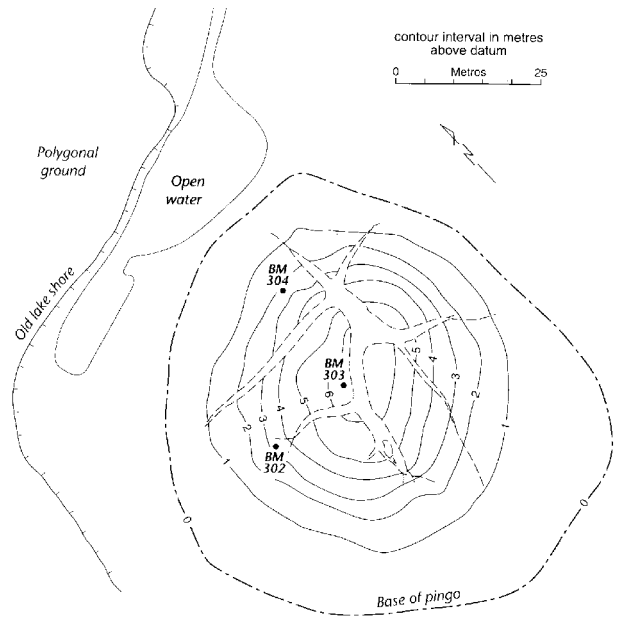 contour interval in metres
above datum
0 Metros 25
N
Polygonal
ground
Open
water
Old lake shore
BM
304
BM
303
BM
302
5
4
3
2
1
6
5
4
3
2
1
0
0
Base of pingo